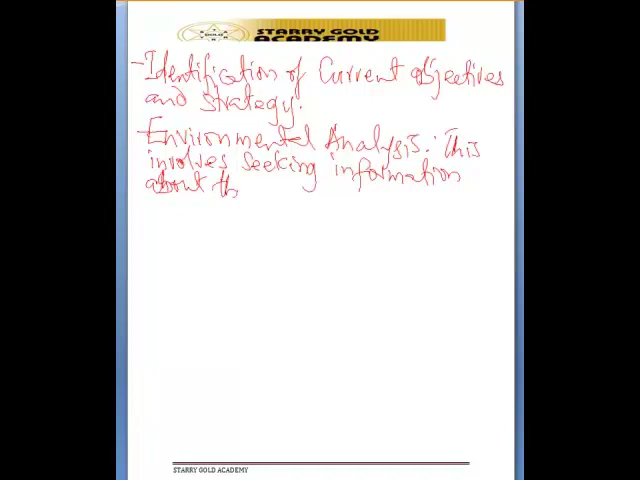 STARRY GOLD
ACADEMY
- Identification of Current objectives
and strategy.
- Environmental Analysis. This
involves seeking information
about th
STARRY GOLD ACADEMY